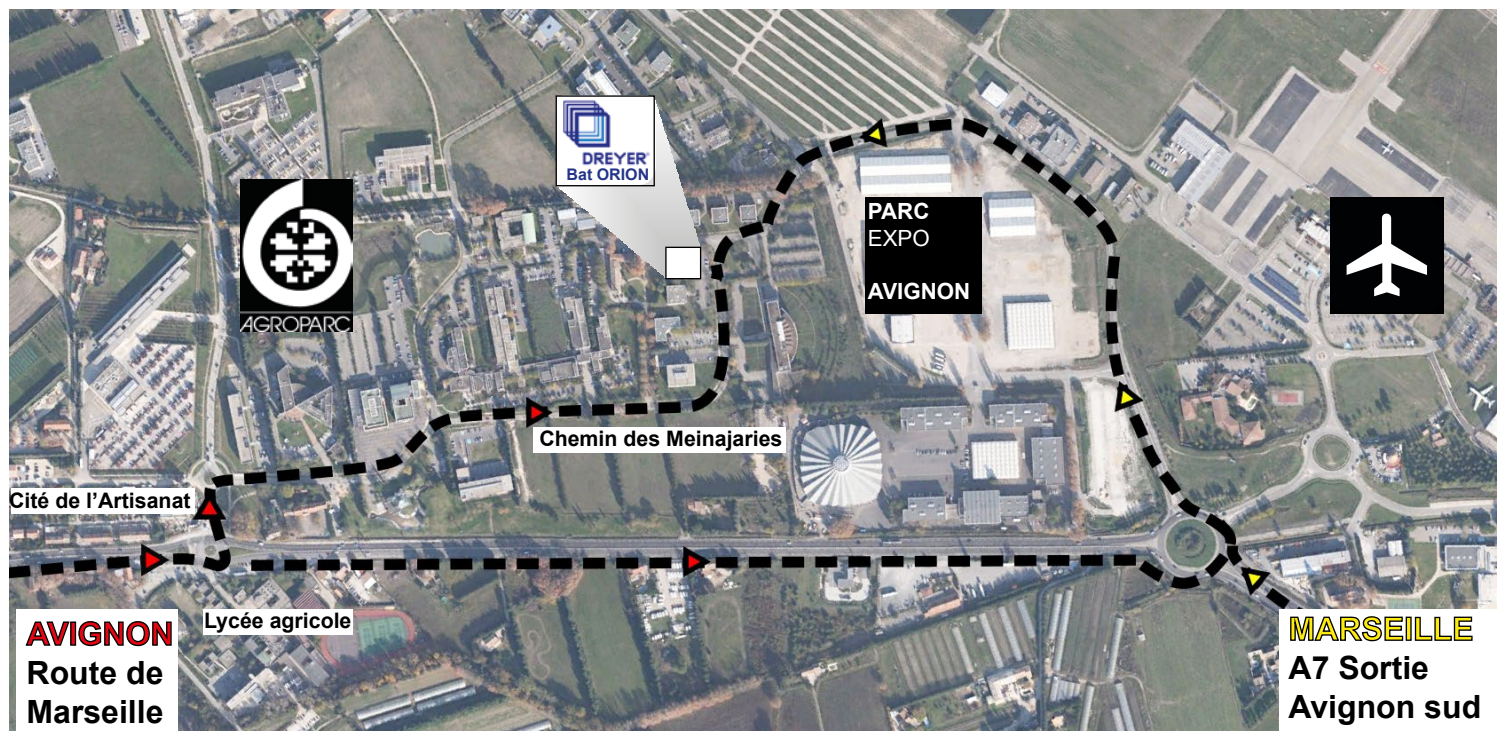 DREYER
Bat ORION
AGROPARC
PARC
EXPO
AVIGNON
Chemin des Meinajaries
Cité de l’Artisanat
Lycée agricole
AVIGNON
Route de
Marseille
MARSEILLE
A7 Sortie
Avignon sud